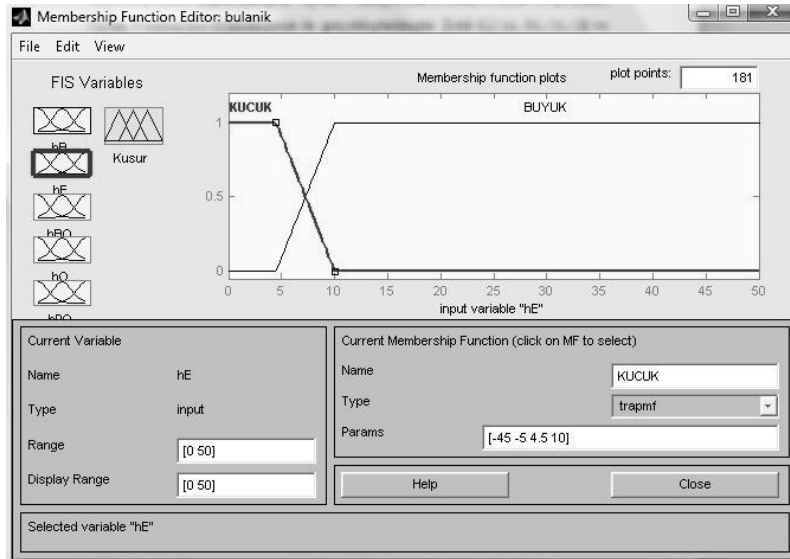 Membership Function Editor: bulanik
File Edit View
FIS Variables
hB
hE
hBO
hO
Kusur
Membership function plots
plot points: 181
KUCUK
BUYUK
1
0.5
0
0 5 10 15 20 25 30 35 40 45 50
input variable "hE"
Current Variable
Name hE
Type input
Range [0 50]
Display Range [0 50]
Current Membership Function (click on MF to select)
Name KUCUK
Type trapmf
Params [-45 -5 4.5 10]
Help Close
Selected variable "hE"